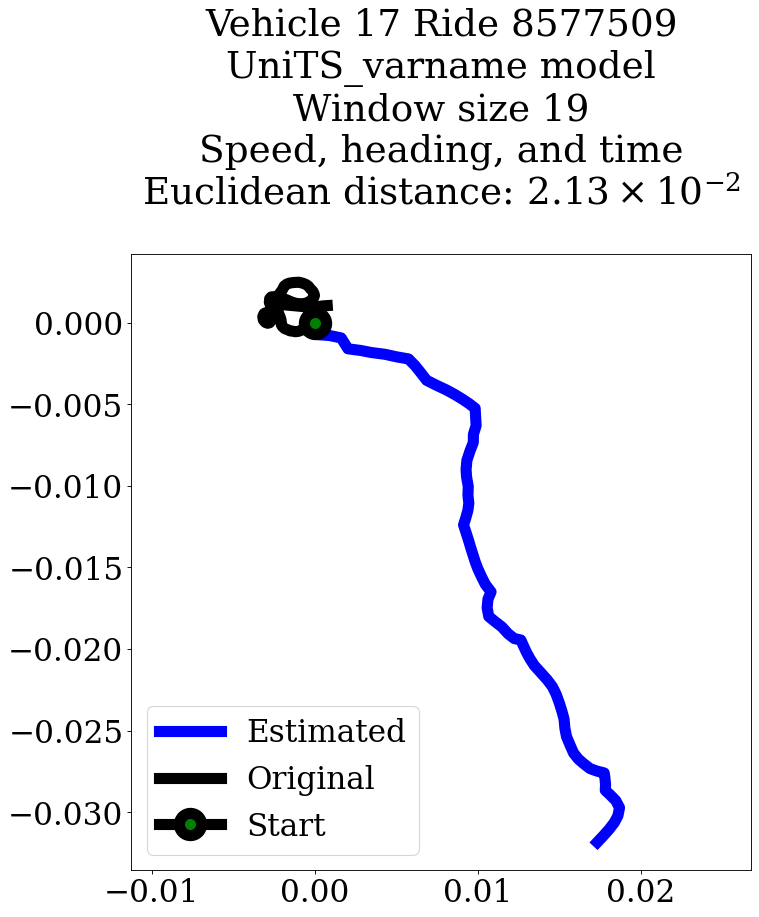 Vehicle 17 Ride 8577509
UniTS_varname model
Window size 19
Speed, heading, and time
Euclidean distance: 2.13 × 10⁻²
0.000
−0.005
−0.010
−0.015
−0.020
−0.025
−0.030
Estimated
Original
Start
−0.01
0.00
0.01
0.02